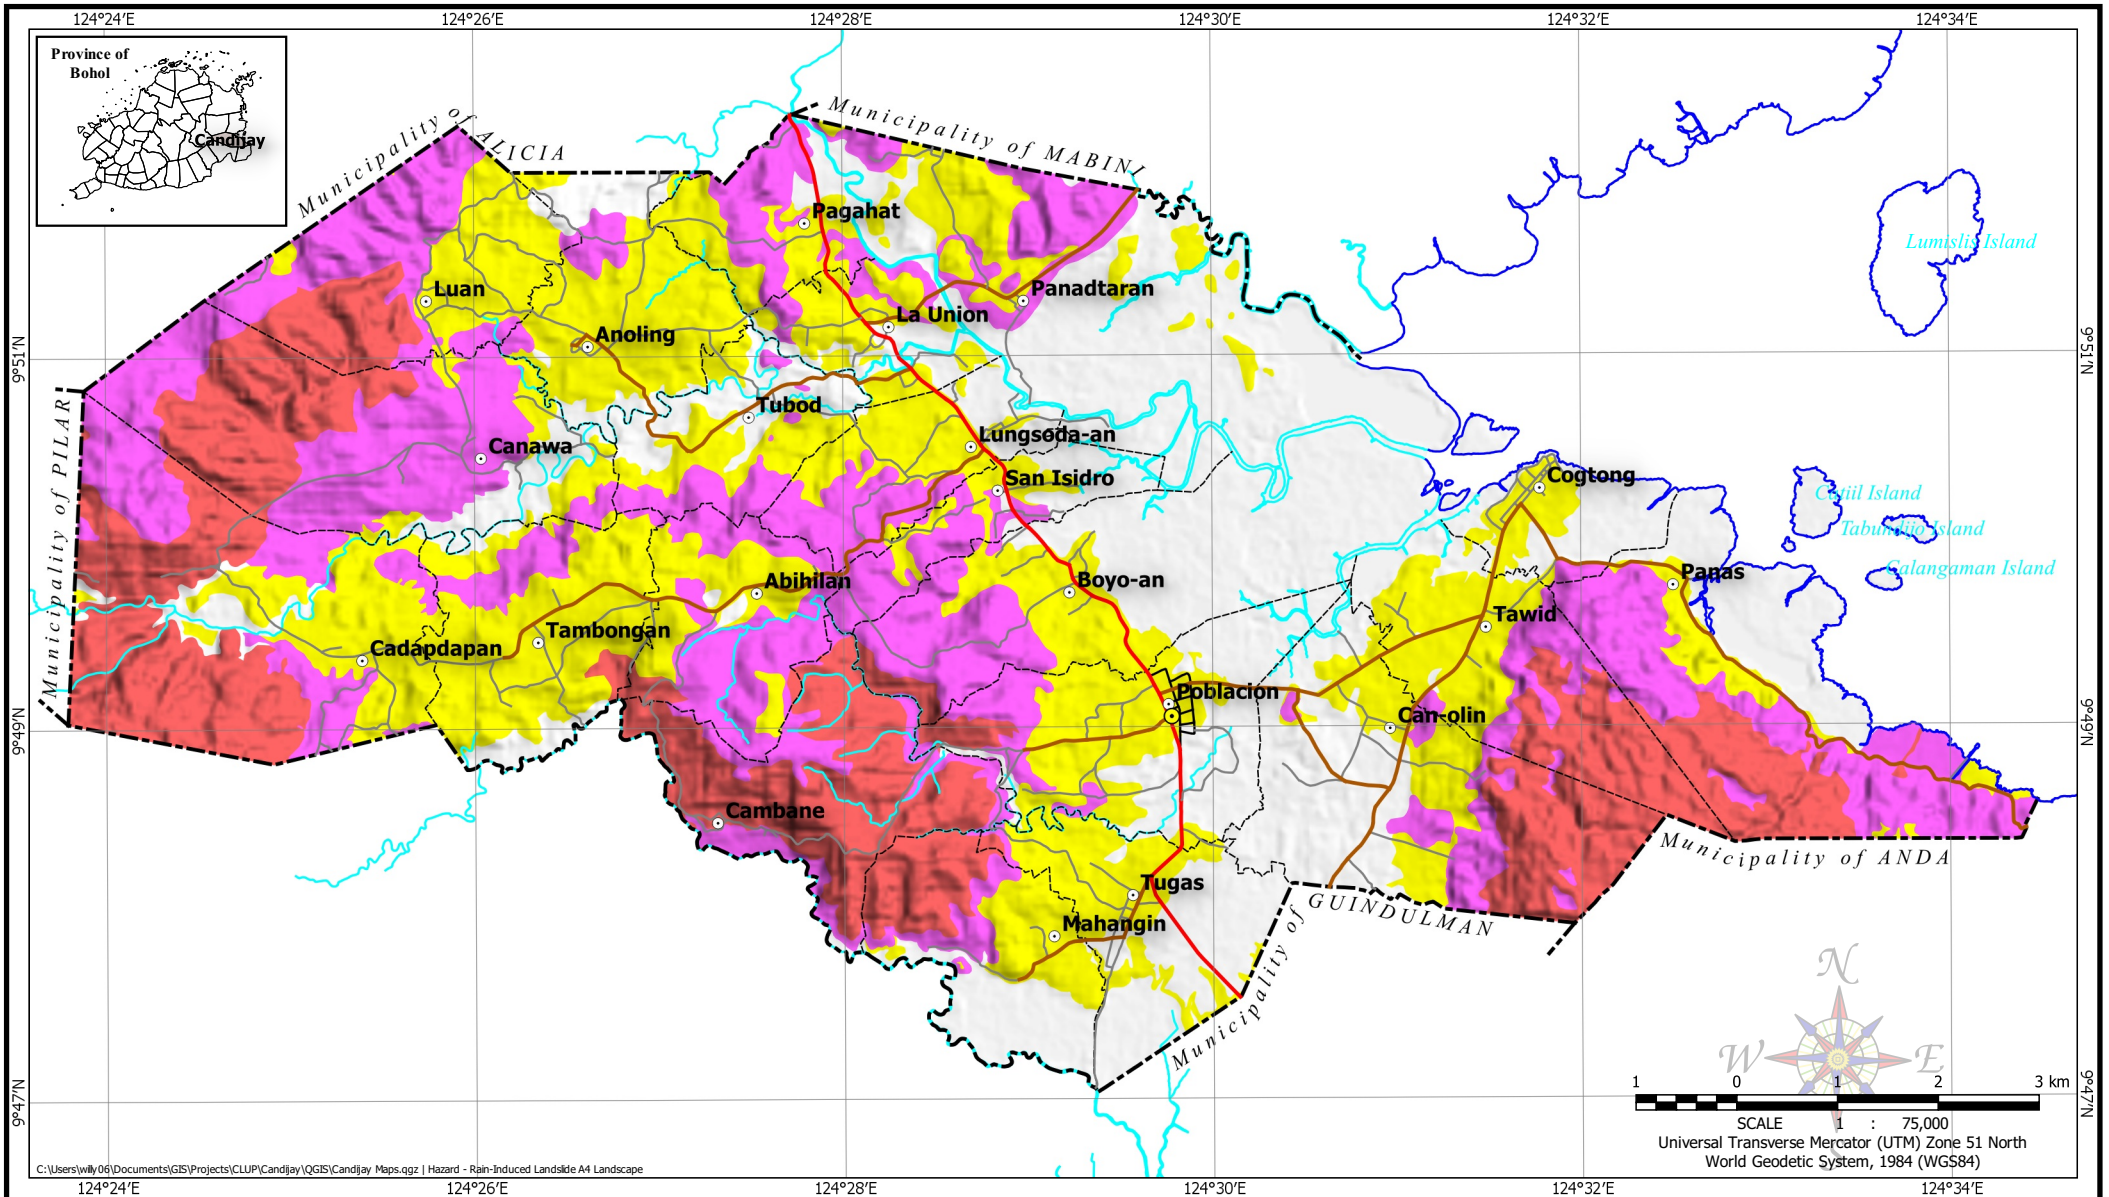 124°24′E
124°26′E
124°28′E
124°30′E
124°32′E
124°34′E
Province of
Bohol
Candijay
Municipality of ALICIA
Municipality of MABINI
Pagahat
Lumislis Island
Luan
Panadtaran
La Union
Anoling
9°51′N
9°51′N
Tubod
Municipality of PILAR
Canawa
Lungsoda-an
San Isidro
Cogtong
Catiil Island
Tabundijo Island
Calangaman Island
Abihilan
Boyo-an
Panas
Tawid
Tambongan
Cadapdapan
Poblacion
Can-olin
9°49′N
9°49′N
Cambane
Municipality of ANDA
Tugas
Mahangin
Municipality of GUINDULMAN
N
W
E
S
1 0 1 2 3 km
SCALE 1 : 75,000
Universal Transverse Mercator (UTM) Zone 51 North
World Geodetic System, 1984 (WGS84)
9°47′N
9°47′N
C:\Users\willy06\Documents\GIS\Projects\CLUP\Candijay\QGIS\Candijay Maps.qgz | Hazard - Rain-Induced Landslide A4 Landscape
124°24′E
124°26′E
124°28′E
124°30′E
124°32′E
124°34′E